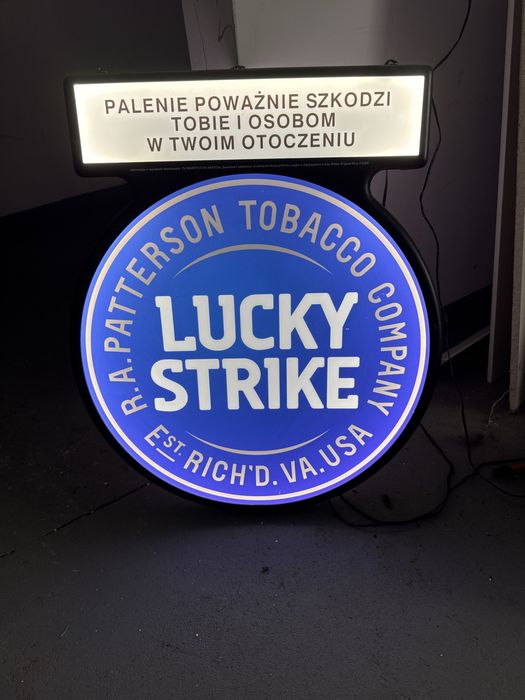 PALENIE POWAŻNIE SZKODZI
TOBIE I OSOBOM
W TWOIM OTOCZENIU
R.A. PATTERSON TOBACCO COMPANY
LUCKY
STRIKE
EST. RICH'D. VA. USA